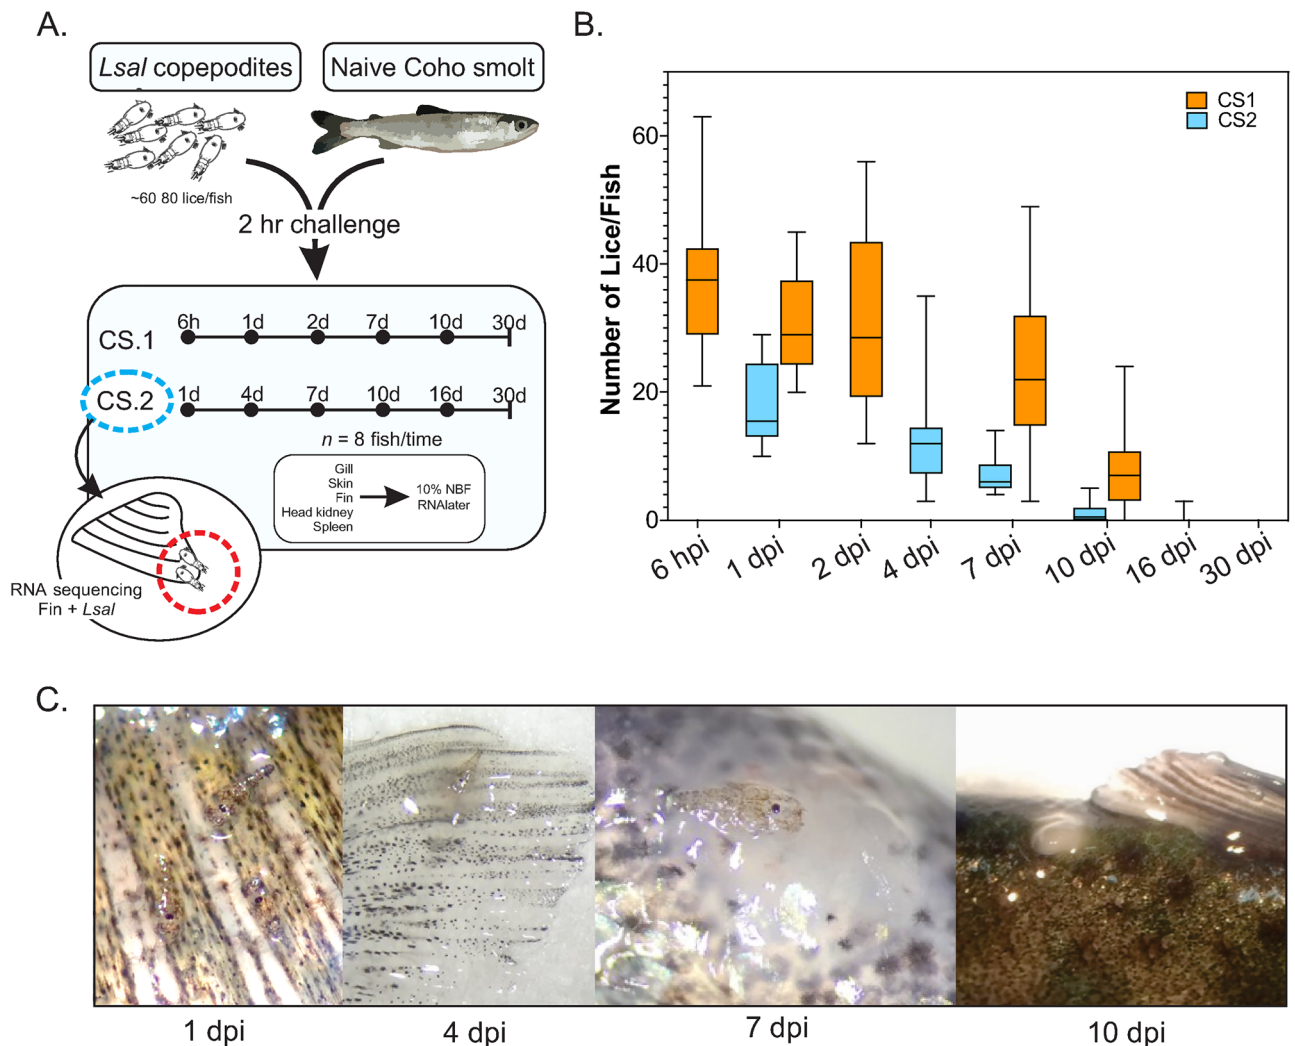 A.
Lsal copepodites
Naive Coho smolt
~60 80 lice/fish
2 hr challenge
CS.1
6h 1d 2d 7d 10d 30d
CS.2
1d 4d 7d 10d 16d 30d
n = 8 fish/time
Gill
Skin
Fin
Head kidney
Spleen
10% NBF
RNAlater
RNA sequencing
Fin + Lsal
B.
Number of Lice/Fish
60
40
20
0
CS1
CS2
6 hpi 1 dpi 2 dpi 4 dpi 7 dpi 10 dpi 16 dpi 30 dpi
C.
1 dpi 4 dpi 7 dpi 10 dpi